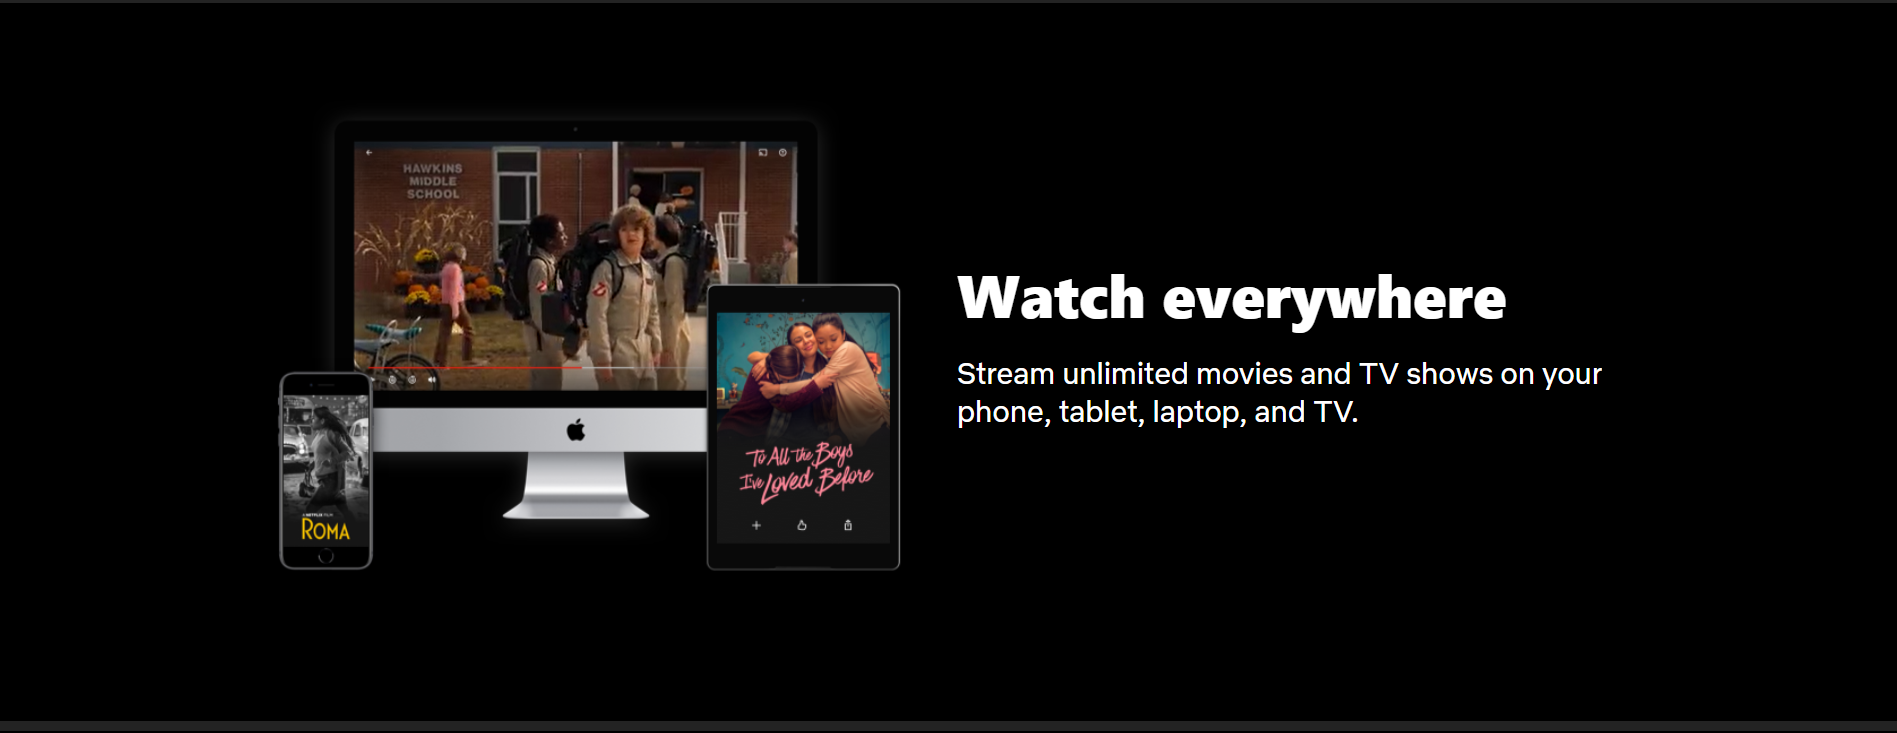 HAWKINS
MIDDLE
SCHOOL
To All the Boys
I've Loved Before
A NETFLIX FILM
ROMA
Watch everywhere
Stream unlimited movies and TV shows on your
phone, tablet, laptop, and TV.